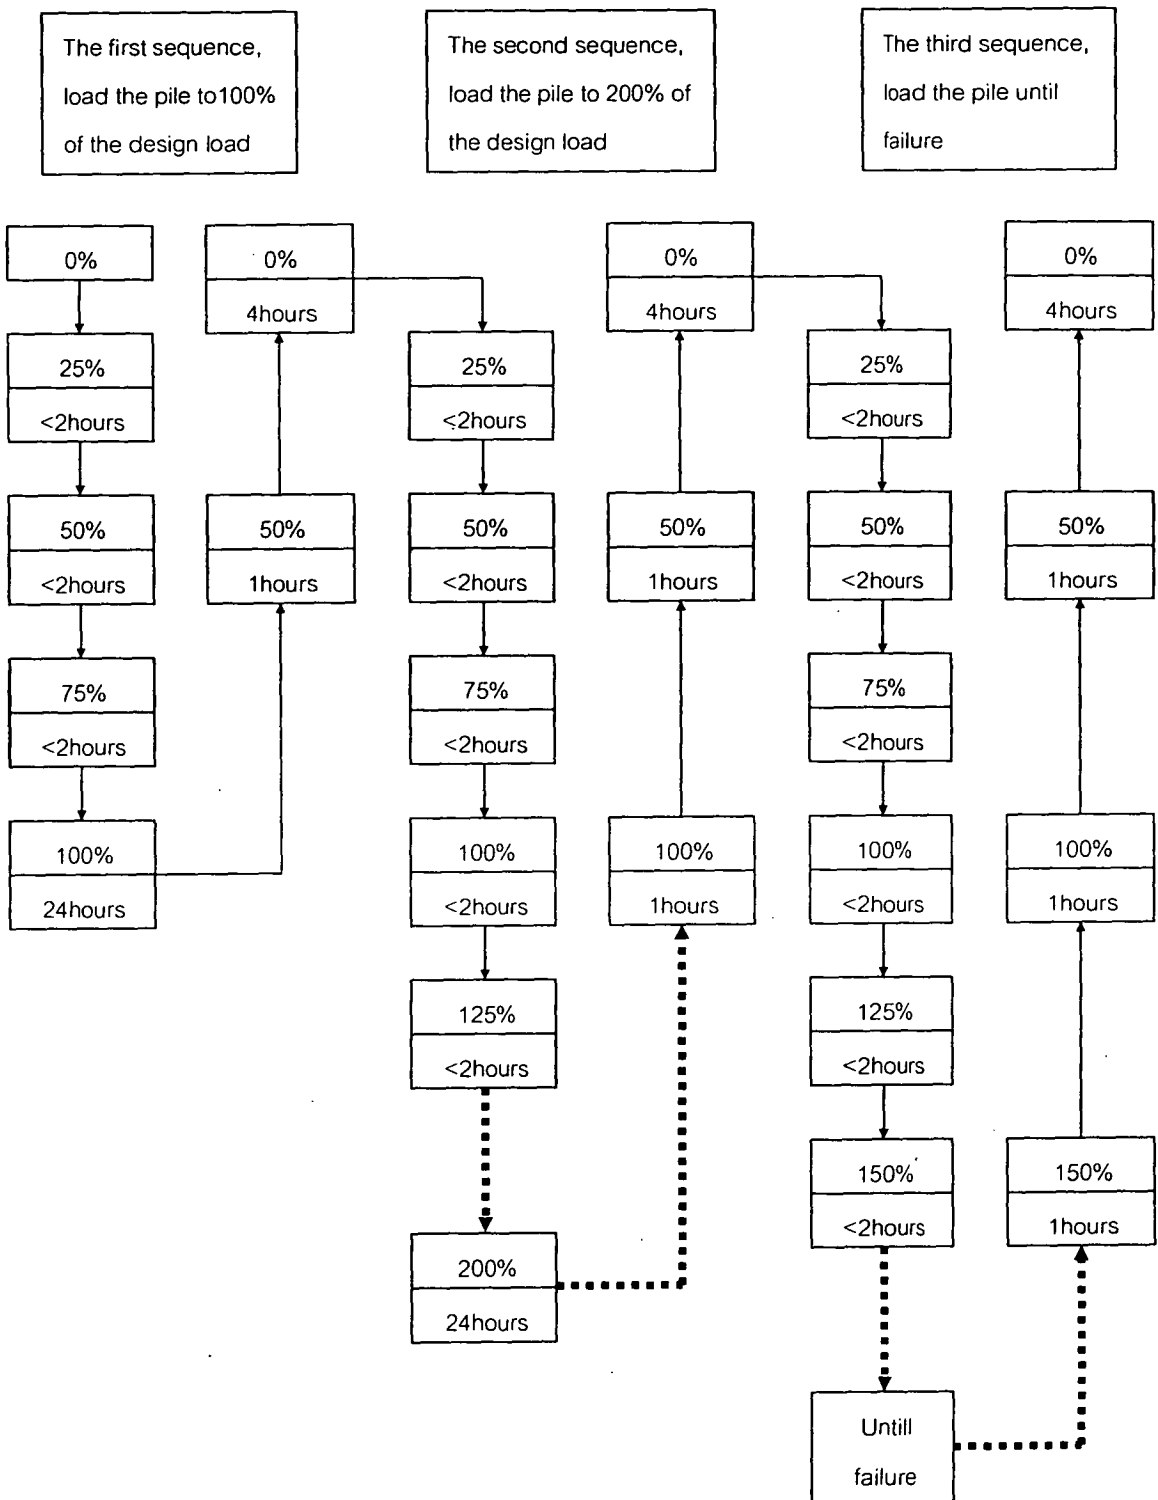 The first sequence,
load the pile to100%
of the design load
The second sequence,
load the pile to 200% of
the design load
The third sequence,
load the pile until
failure
0%
25%
<2hours
50%
<2hours
75%
<2hours
100%
24hours
0%
4hours
50%
1hours
25%
<2hours
50%
<2hours
75%
<2hours
100%
<2hours
125%
<2hours
200%
24hours
0%
4hours
50%
1hours
100%
1hours
25%
<2hours
50%
<2hours
75%
<2hours
100%
<2hours
125%
<2hours
150%
<2hours
Untill
failure
0%
4hours
50%
1hours
100%
1hours
150%
1hours